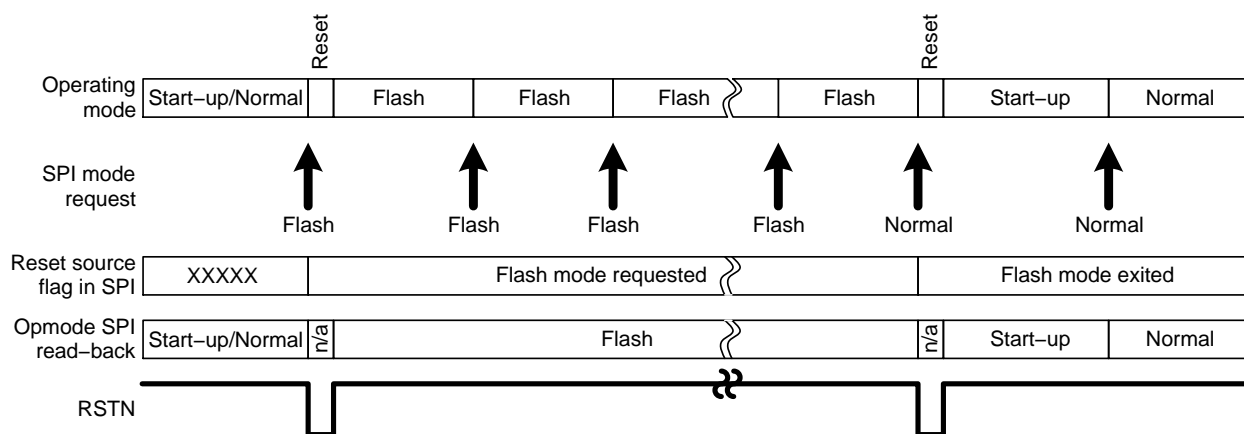 Reset
Reset
Operating
mode
Start−up/Normal
Flash
Flash
Flash
Flash
Start−up
Normal
SPI mode
request
Flash
Flash
Flash
Flash
Normal
Normal
Reset source
flag in SPI
XXXXX
Flash mode requested
Flash mode exited
Opmode SPI
read−back
Start−up/Normal
n/a
Flash
n/a
Start−up
Normal
RSTN